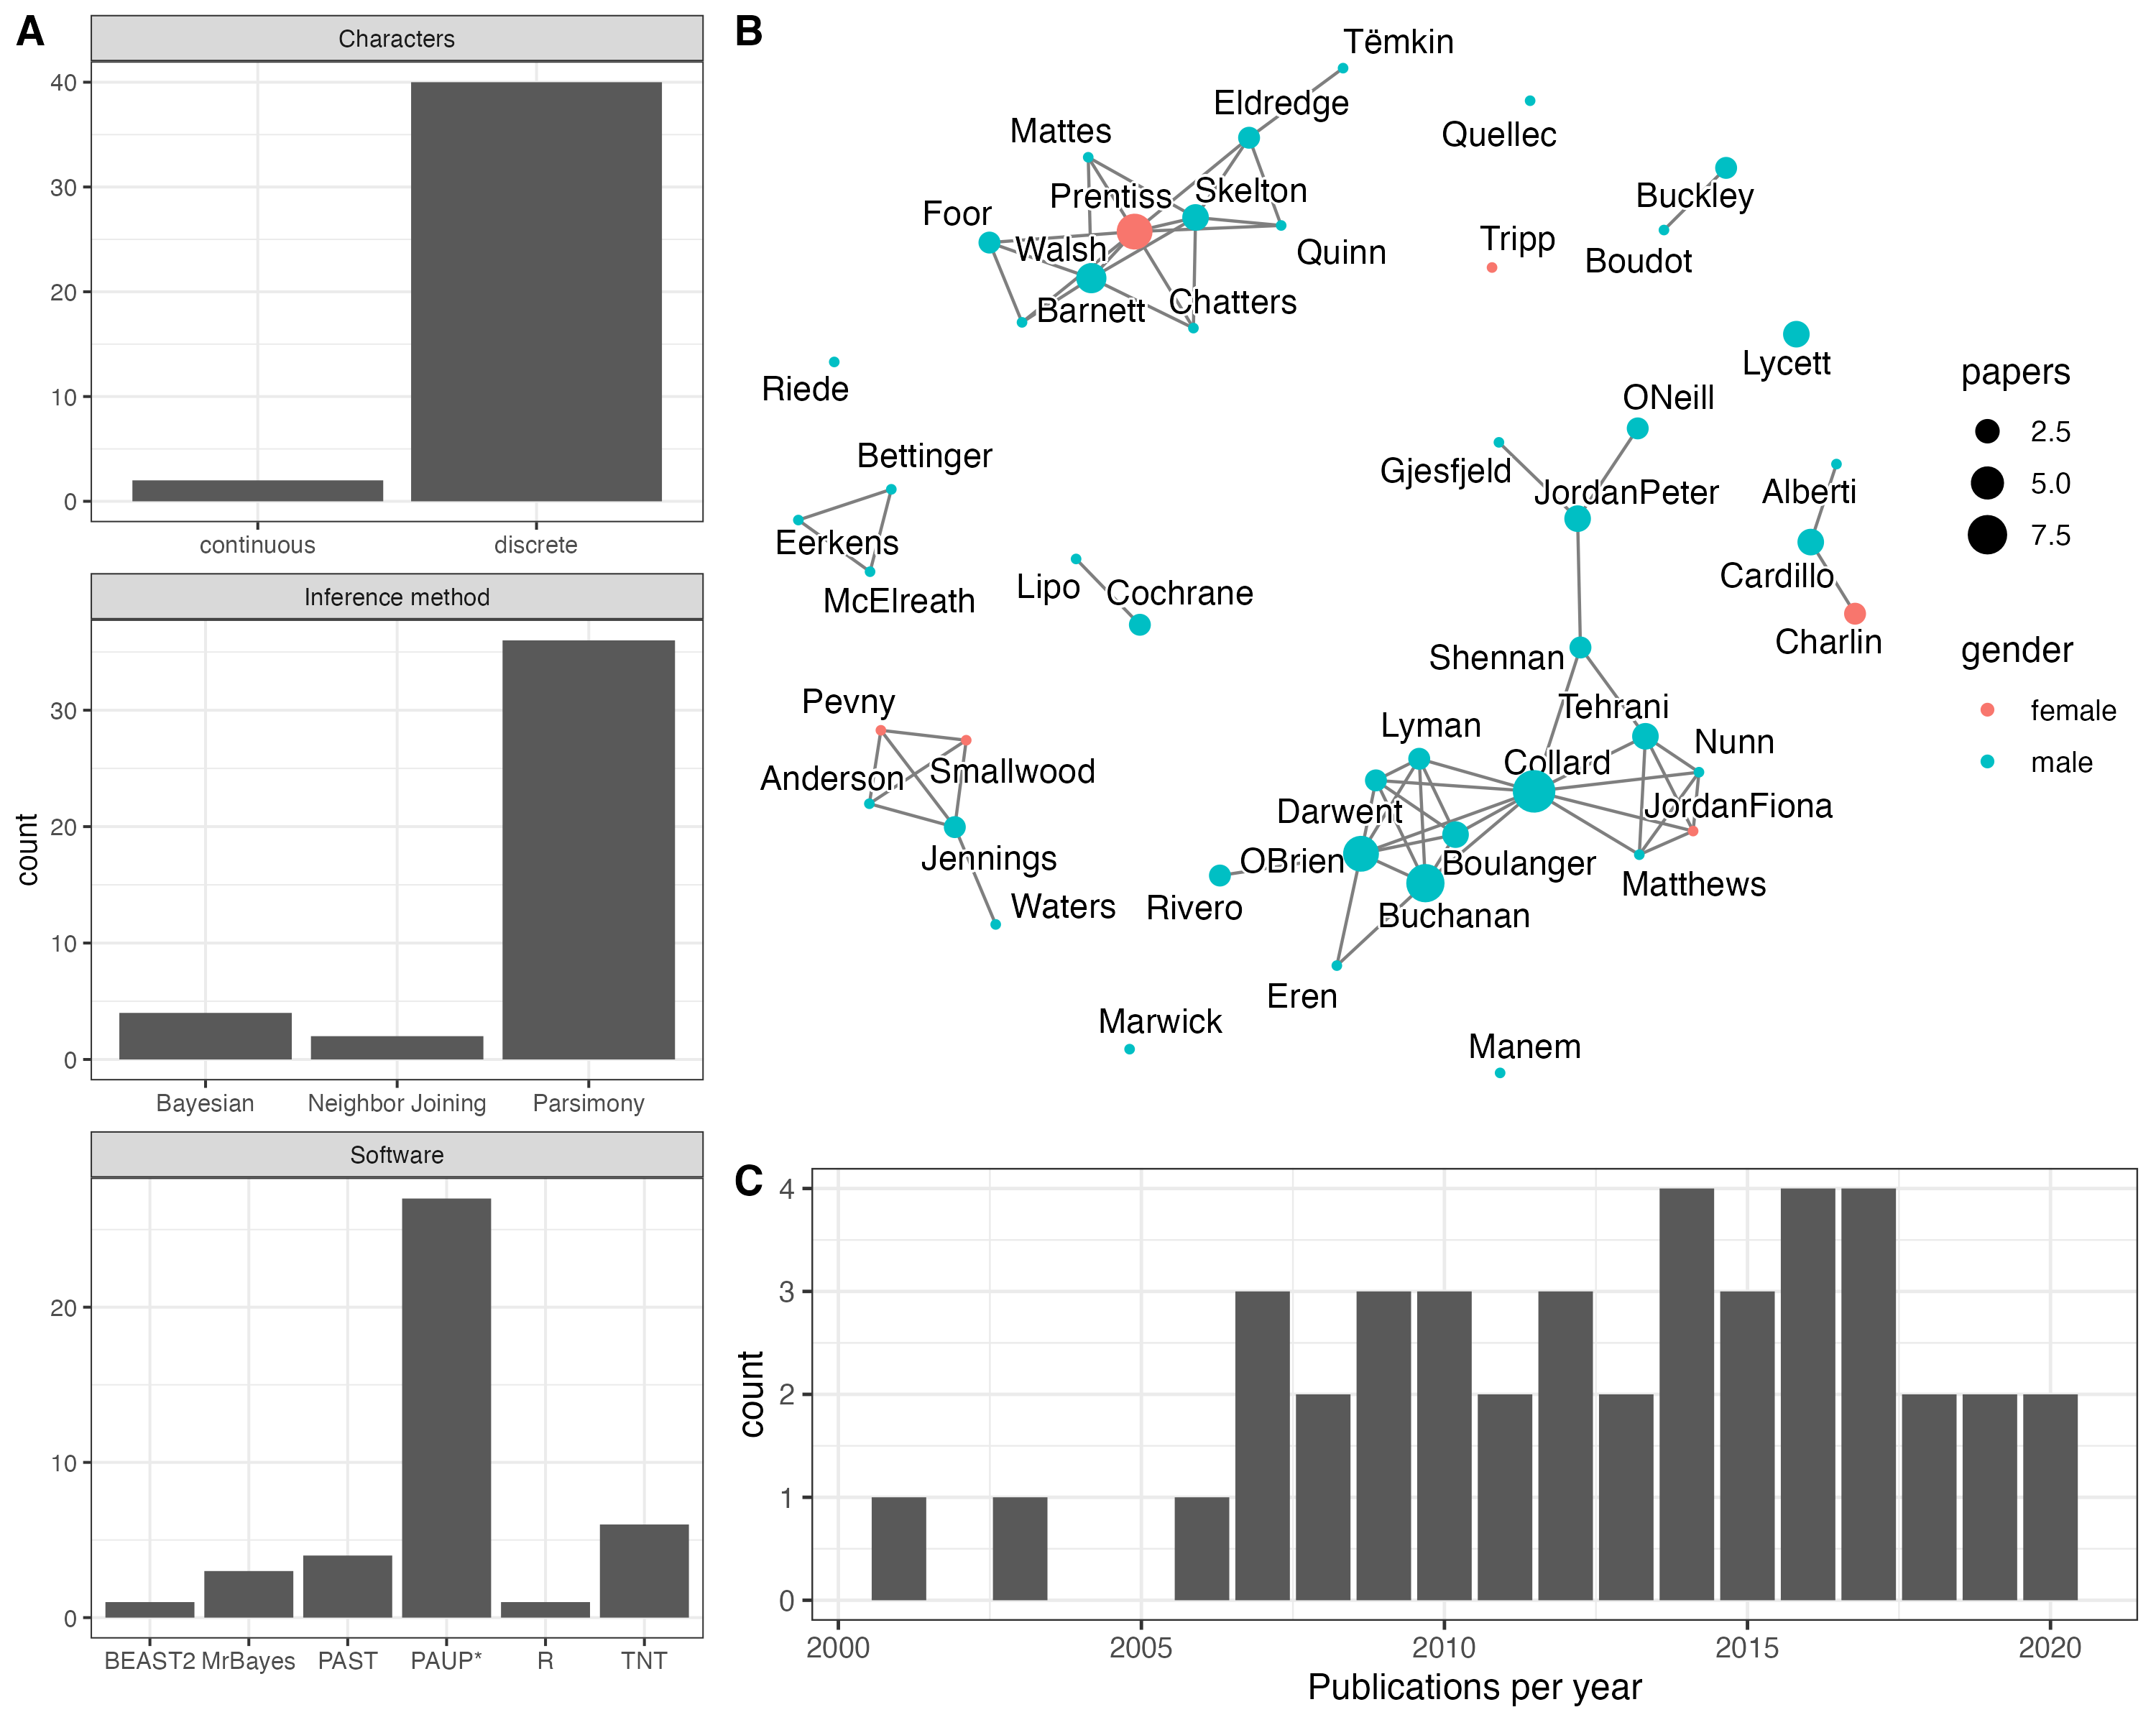 A
Characters
40
30
20
10
0
continuous
discrete
Inference method
30
20
10
0
Bayesian
Neighbor Joining
Parsimony
count
Software
20
10
0
BEAST2
MrBayes
PAST
PAUP*
R
TNT
B
Tëmkin
Eldredge
Quellec
Mattes
Prentiss
Skelton
Buckley
Foor
Walsh
Quinn
Tripp
Boudot
Barnett
Chatters
Lycett
Riede
ONeill
Bettinger
Gjesfjeld
JordanPeter
Alberti
Eerkens
McElreath
Lipo
Cochrane
Cardillo
Charlin
Shennan
Pevny
Tehrani
Lyman
Nunn
Anderson
Smallwood
Collard
Darwent
JordanFiona
Jennings
OBrien
Boulanger
Matthews
Waters
Rivero
Buchanan
Eren
Marwick
Manem
papers
2.5
5.0
7.5
gender
female
male
C
4
3
2
1
0
count
2000
2005
2010
2015
2020
Publications per year